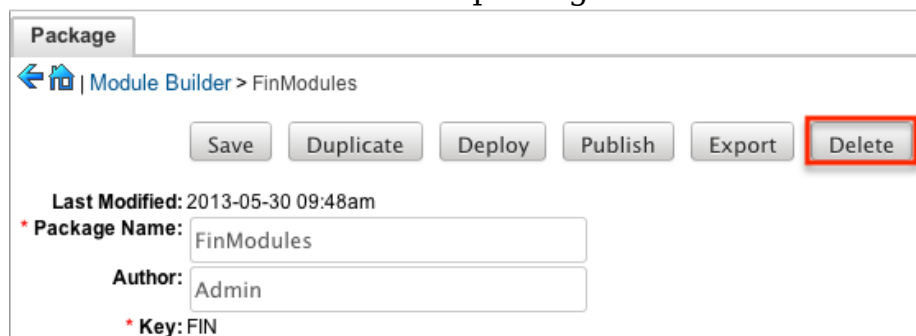 Package
| Module Builder > FinModules
Save Duplicate Deploy Publish Export Delete
Last Modified: 2013-05-30 09:48am
* Package Name: FinModules
Author: Admin
* Key: FIN